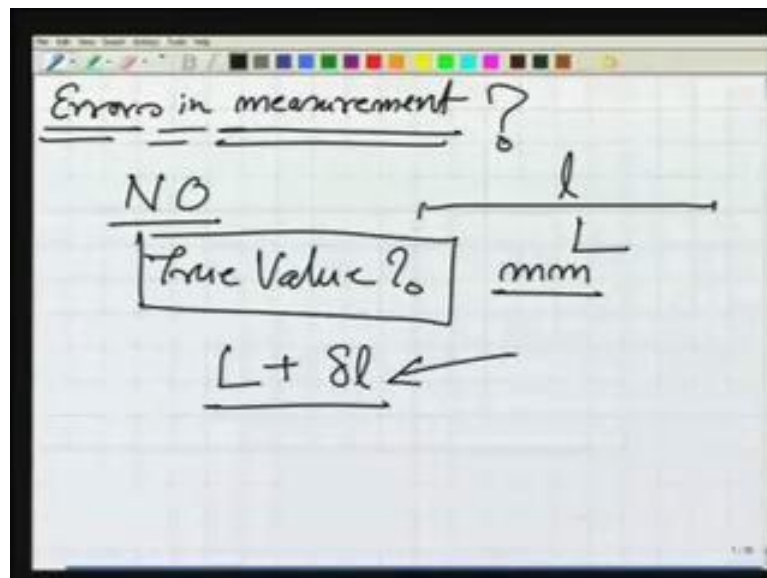 Errors in measurement ?
NO
l
L
True Value ?
mm
L + δl